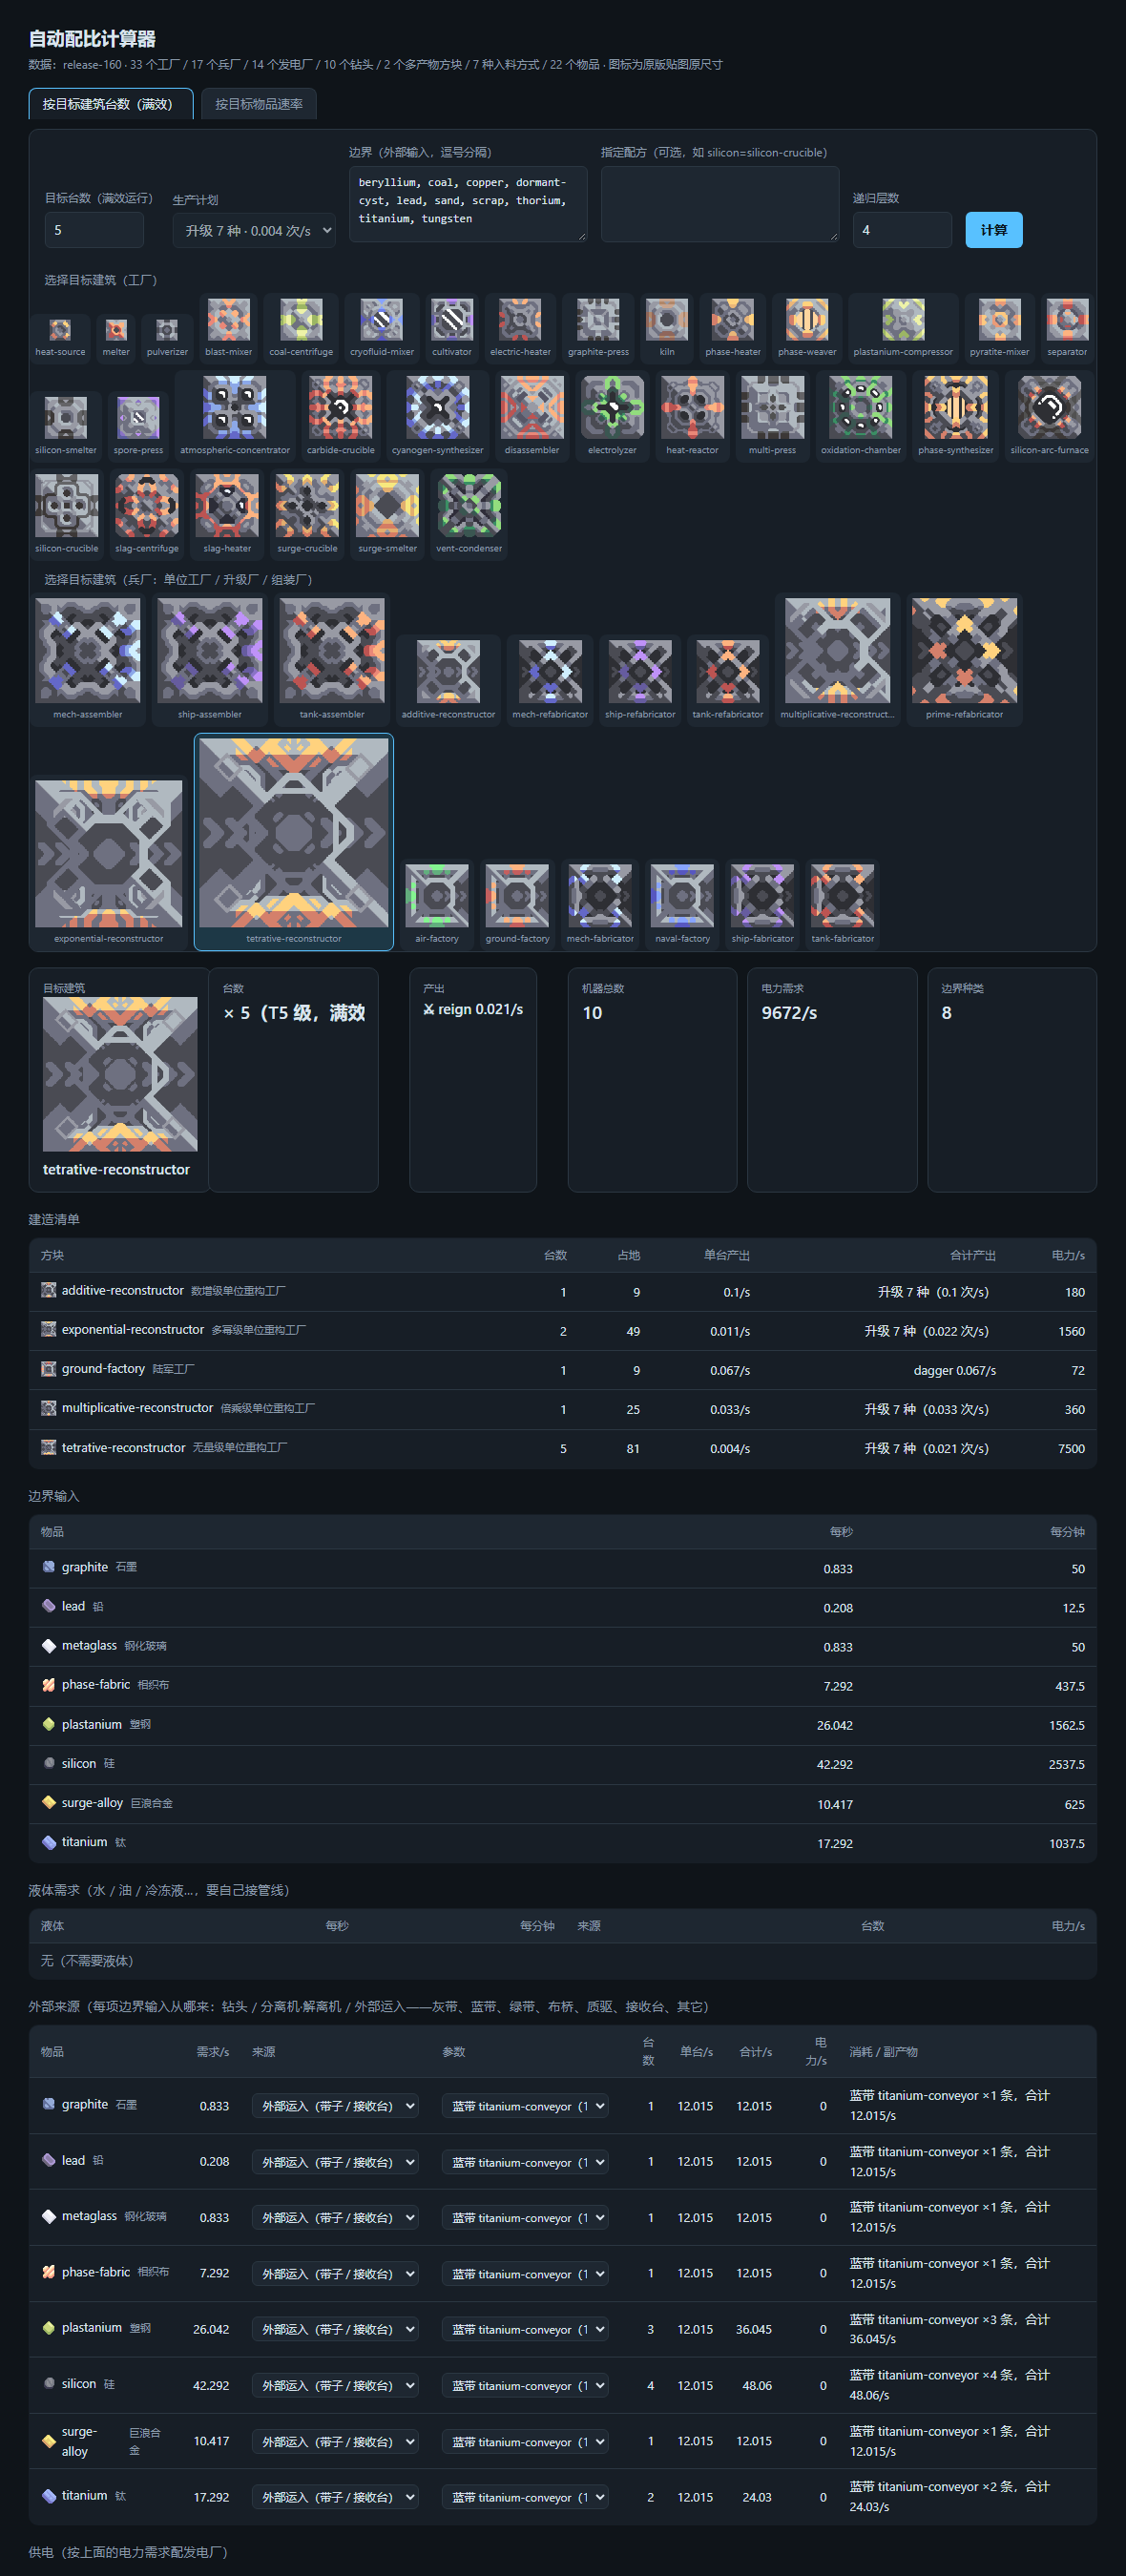 自动配比计算器
数据：release-160 · 33 个工厂 / 17 个兵厂 / 14 个发电厂 / 10 个钻头 / 2 个多产物方块 / 7 种入料方式 / 22 个物品 · 图标为原版贴图原尺寸
按目标建筑台数（满效） 按目标物品速率
边界（外部输入，逗号分隔） 指定配方（可选，如 silicon=silicon-crucible）
目标台数（满效运行） 生产计划 递归层数
5 升级 7 种 · 0.004 次/s 4 计算
beryllium, coal, copper, dormant-
cyst, lead, sand, scrap, thorium,
titanium, tungsten
选择目标建筑（工厂）
heat-source melter pulverizer blast-mixer coal-centrifuge cryofluid-mixer cultivator electric-heater graphite-press kiln phase-heater phase-weaver plastanium-compressor pyratite-mixer separator
silicon-smelter spore-press atmospheric-concentrator carbide-crucible cyanogen-synthesizer disassembler electrolyzer heat-reactor multi-press oxidation-chamber phase-synthesizer silicon-arc-furnace
silicon-crucible slag-centrifuge slag-heater surge-crucible surge-smelter vent-condenser
选择目标建筑（兵厂：单位工厂 / 升级厂 / 组装厂）
mech-assembler ship-assembler tank-assembler additive-reconstructor mech-refabricator ship-refabricator tank-refabricator multiplicative-reconstruct... prime-refabricator
exponential-reconstructor tetrative-reconstructor air-factory ground-factory mech-fabricator naval-factory ship-fabricator tank-fabricator
目标建筑 台数 产出 机器总数 电力需求 边界种类
× 5（T5 级，满效 reign 0.021/s 10 9672/s 8
tetrative-reconstructor
建造清单
方块 台数 占地 单台产出 合计产出 电力/s
additive-reconstructor 数增级单位重构工厂 1 9 0.1/s 升级 7 种（0.1 次/s） 180
exponential-reconstructor 多幂级单位重构工厂 2 49 0.011/s 升级 7 种（0.022 次/s） 1560
ground-factory 陆军工厂 1 9 0.067/s dagger 0.067/s 72
multiplicative-reconstructor 倍乘级单位重构工厂 1 25 0.033/s 升级 7 种（0.033 次/s） 360
tetrative-reconstructor 无量级单位重构工厂 5 81 0.004/s 升级 7 种（0.021 次/s） 7500
边界输入
物品 每秒 每分钟
graphite 石墨 0.833 50
lead 铅 0.208 12.5
metaglass 钢化玻璃 0.833 50
phase-fabric 相织布 7.292 437.5
plastanium 塑钢 26.042 1562.5
silicon 硅 42.292 2537.5
surge-alloy 巨浪合金 10.417 625
titanium 钛 17.292 1037.5
液体需求（水 / 油 / 冷冻液...，要自己接管线）
液体 每秒 每分钟 来源 台数 电力/s
无（不需要液体）
外部来源（每项边界输入从哪来：钻头 / 分离机·解离机 / 外部运入——灰带、蓝带、绿带、布桥、质驱、接收台、其它）
物品 需求/s 来源 参数 台数 单台/s 合计/s 电力/s 消耗 / 副产物
graphite 石墨 0.833 外部运入（带子 / 接收台） 蓝带 titanium-conveyor（1 1 12.015 12.015 0 蓝带 titanium-conveyor ×1 条，合计
12.015/s
lead 铅 0.208 外部运入（带子 / 接收台） 蓝带 titanium-conveyor（1 1 12.015 12.015 0 蓝带 titanium-conveyor ×1 条，合计
12.015/s
metaglass 钢化玻璃 0.833 外部运入（带子 / 接收台） 蓝带 titanium-conveyor（1 1 12.015 12.015 0 蓝带 titanium-conveyor ×1 条，合计
12.015/s
phase-fabric 相织布 7.292 外部运入（带子 / 接收台） 蓝带 titanium-conveyor（1 1 12.015 12.015 0 蓝带 titanium-conveyor ×1 条，合计
12.015/s
plastanium 塑钢 26.042 外部运入（带子 / 接收台） 蓝带 titanium-conveyor（1 3 12.015 36.045 0 蓝带 titanium-conveyor ×3 条，合计
36.045/s
silicon 硅 42.292 外部运入（带子 / 接收台） 蓝带 titanium-conveyor（1 4 12.015 48.06 0 蓝带 titanium-conveyor ×4 条，合计
48.06/s
surge-alloy 巨浪合金 10.417 外部运入（带子 / 接收台） 蓝带 titanium-conveyor（1 1 12.015 12.015 0 蓝带 titanium-conveyor ×1 条，合计
12.015/s
titanium 钛 17.292 外部运入（带子 / 接收台） 蓝带 titanium-conveyor（1 2 12.015 24.03 0 蓝带 titanium-conveyor ×2 条，合计
24.03/s
供电（按上面的电力需求配发电厂）